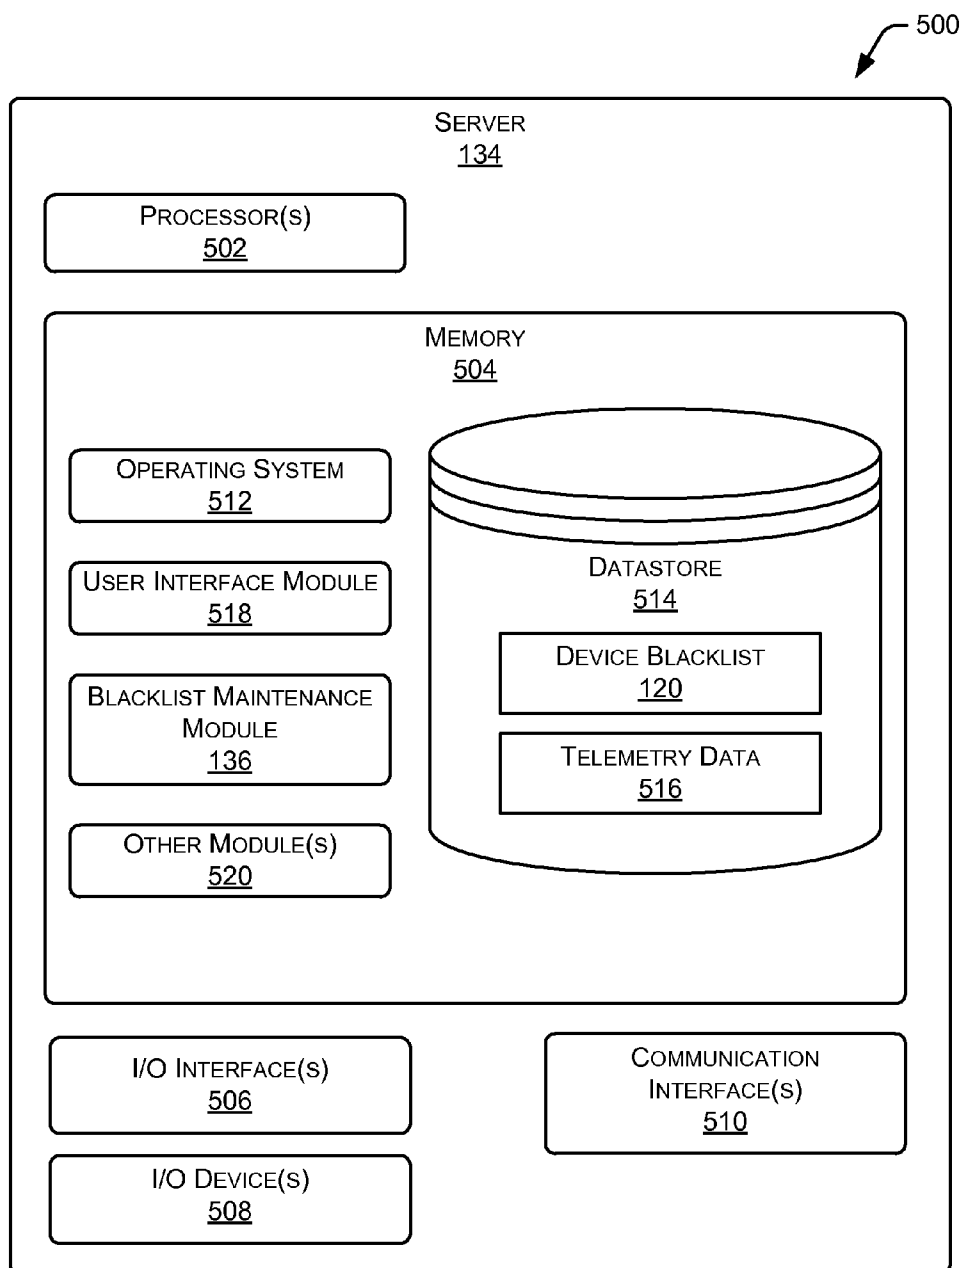 500
SERVER
134
PROCESSOR(S)
502
MEMORY
504
OPERATING SYSTEM
512
USER INTERFACE MODULE
518
BLACKLIST MAINTENANCE
MODULE
136
OTHER MODULE(S)
520
DATASTORE
514
DEVICE BLACKLIST
120
TELEMETRY DATA
516
I/O INTERFACE(S)
506
I/O DEVICE(S)
508
COMMUNICATION
INTERFACE(S)
510